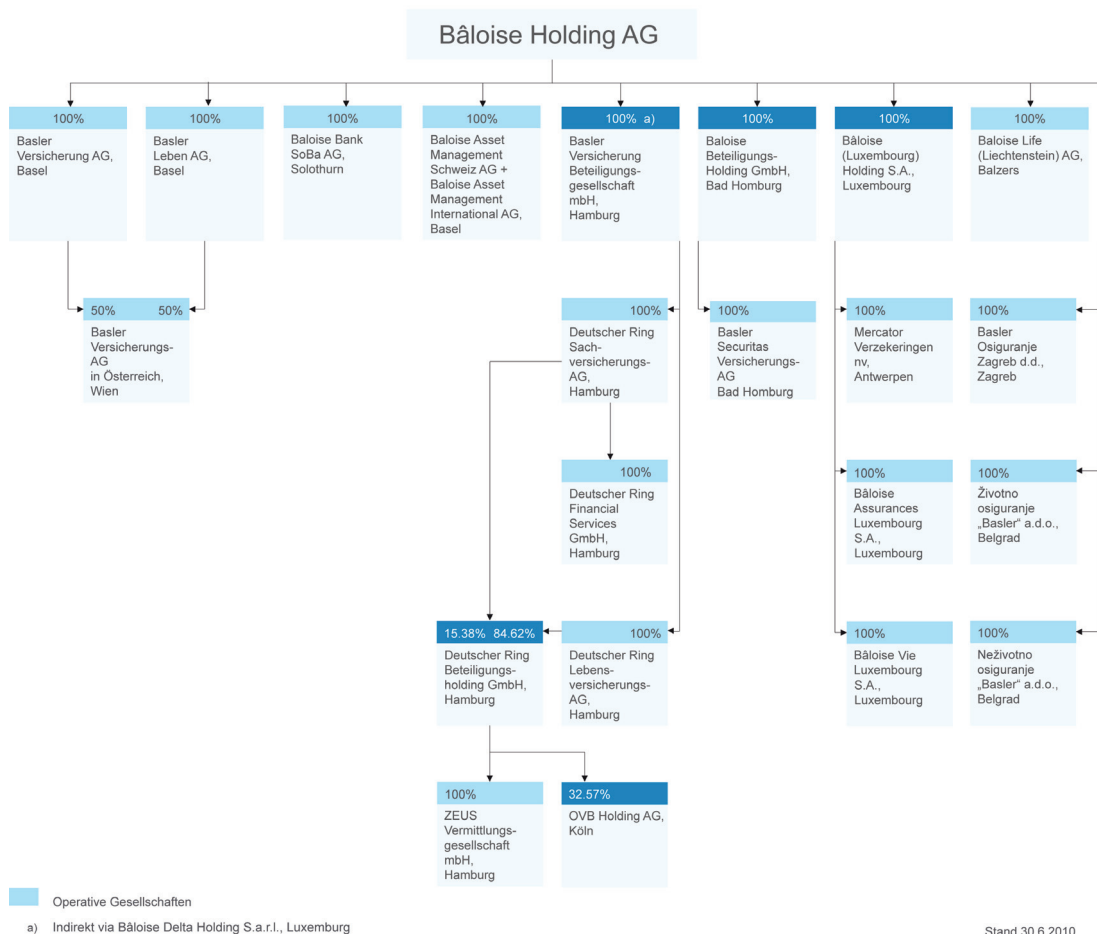 Bâloise Holding AG
100%
Basler
Versicherung AG,
Basel
100%
Basler
Leben AG,
Basel
100%
Baloise Bank
SoBa AG,
Solothurn
100%
Baloise Asset
Management
Schweiz AG +
Baloise Asset
Management
International AG,
Basel
100% a)
Basler
Versicherung
Beteiligungs-
gesellschaft
mbH,
Hamburg
100%
Baloise
Beteiligungs-
Holding GmbH,
Bad Homburg
100%
Bâloise
(Luxembourg)
Holding S.A.,
Luxembourg
100%
Baloise Life
(Liechtenstein) AG,
Balzers
50% 50%
Basler
Versicherungs-
AG
in Österreich,
Wien
100%
Deutscher Ring
Sach-
versicherungs-
AG,
Hamburg
100%
Basler
Securitas
Versicherungs-
AG
Bad Homburg
100%
Mercator
Verzekeringen
nv,
Antwerpen
100%
Basler
Osiguranje
Zagreb d.d.,
Zagreb
100%
Deutscher Ring
Financial
Services
GmbH,
Hamburg
100%
Bâloise
Assurances
Luxembourg
S.A.,
Luxembourg
100%
Životno
osiguranje
„Basler“ a.d.o.,
Belgrad
15.38% 84.62%
Deutscher Ring
Beteiligungs-
holding GmbH,
Hamburg
100%
Deutscher Ring
Lebens-
versicherungs-
AG,
Hamburg
100%
Bâloise Vie
Luxembourg
S.A.,
Luxembourg
100%
Neživotno
osiguranje
„Basler“ a.d.o.,
Belgrad
100%
ZEUS
Vermittlungs-
gesellschaft
mbH,
Hamburg
32.57%
OVB Holding AG,
Köln
Operative Gesellschaften
a) Indirekt via Bâloise Delta Holding S.a.r.l., Luxemburg
Stand 30.6.2010